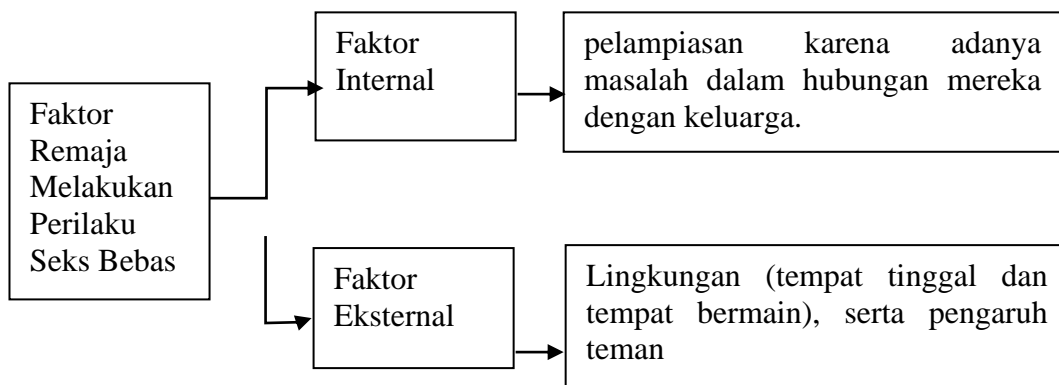 Faktor
Remaja
Melakukan
Perilaku
Seks Bebas
Faktor
Internal
pelampiasan karena adanya
masalah dalam hubungan mereka
dengan keluarga.
Faktor
Eksternal
Lingkungan (tempat tinggal dan
tempat bermain), serta pengaruh
teman